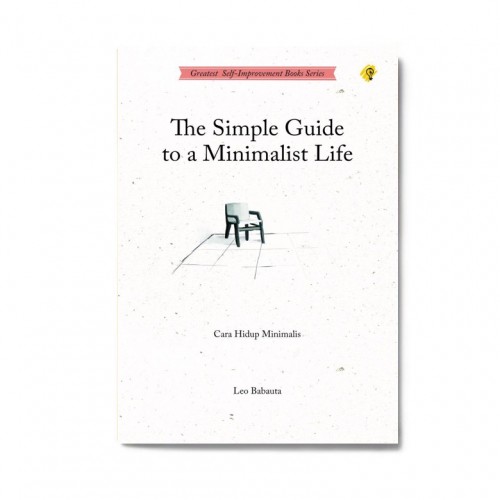 Greatest Self-Improvement Books Series
The Simple Guide
to a Minimalist Life
Cara Hidup Minimalis
Leo Babauta